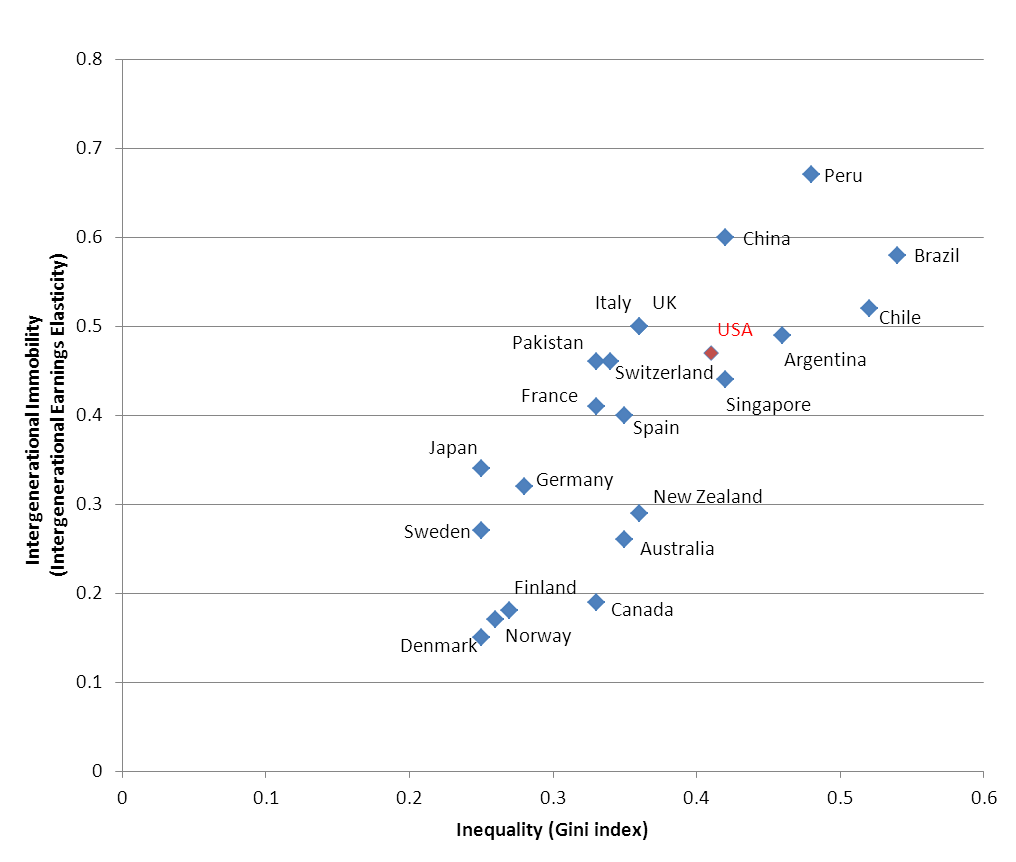 0.8
0.7
Peru
0.6
China
Brazil
Italy UK
0.5
Chile
USA
Pakistan
Argentina
Switzerland
France
Singapore
0.4
Spain
Japan
Germany
New Zealand
0.3
Sweden
Australia
Finland
0.2
Canada
Norway
Denmark
0.1
0
Intergenerational Immobility
(Intergenerational Earnings Elasticity)
0 0.1 0.2 0.3 0.4 0.5 0.6
Inequality (Gini index)